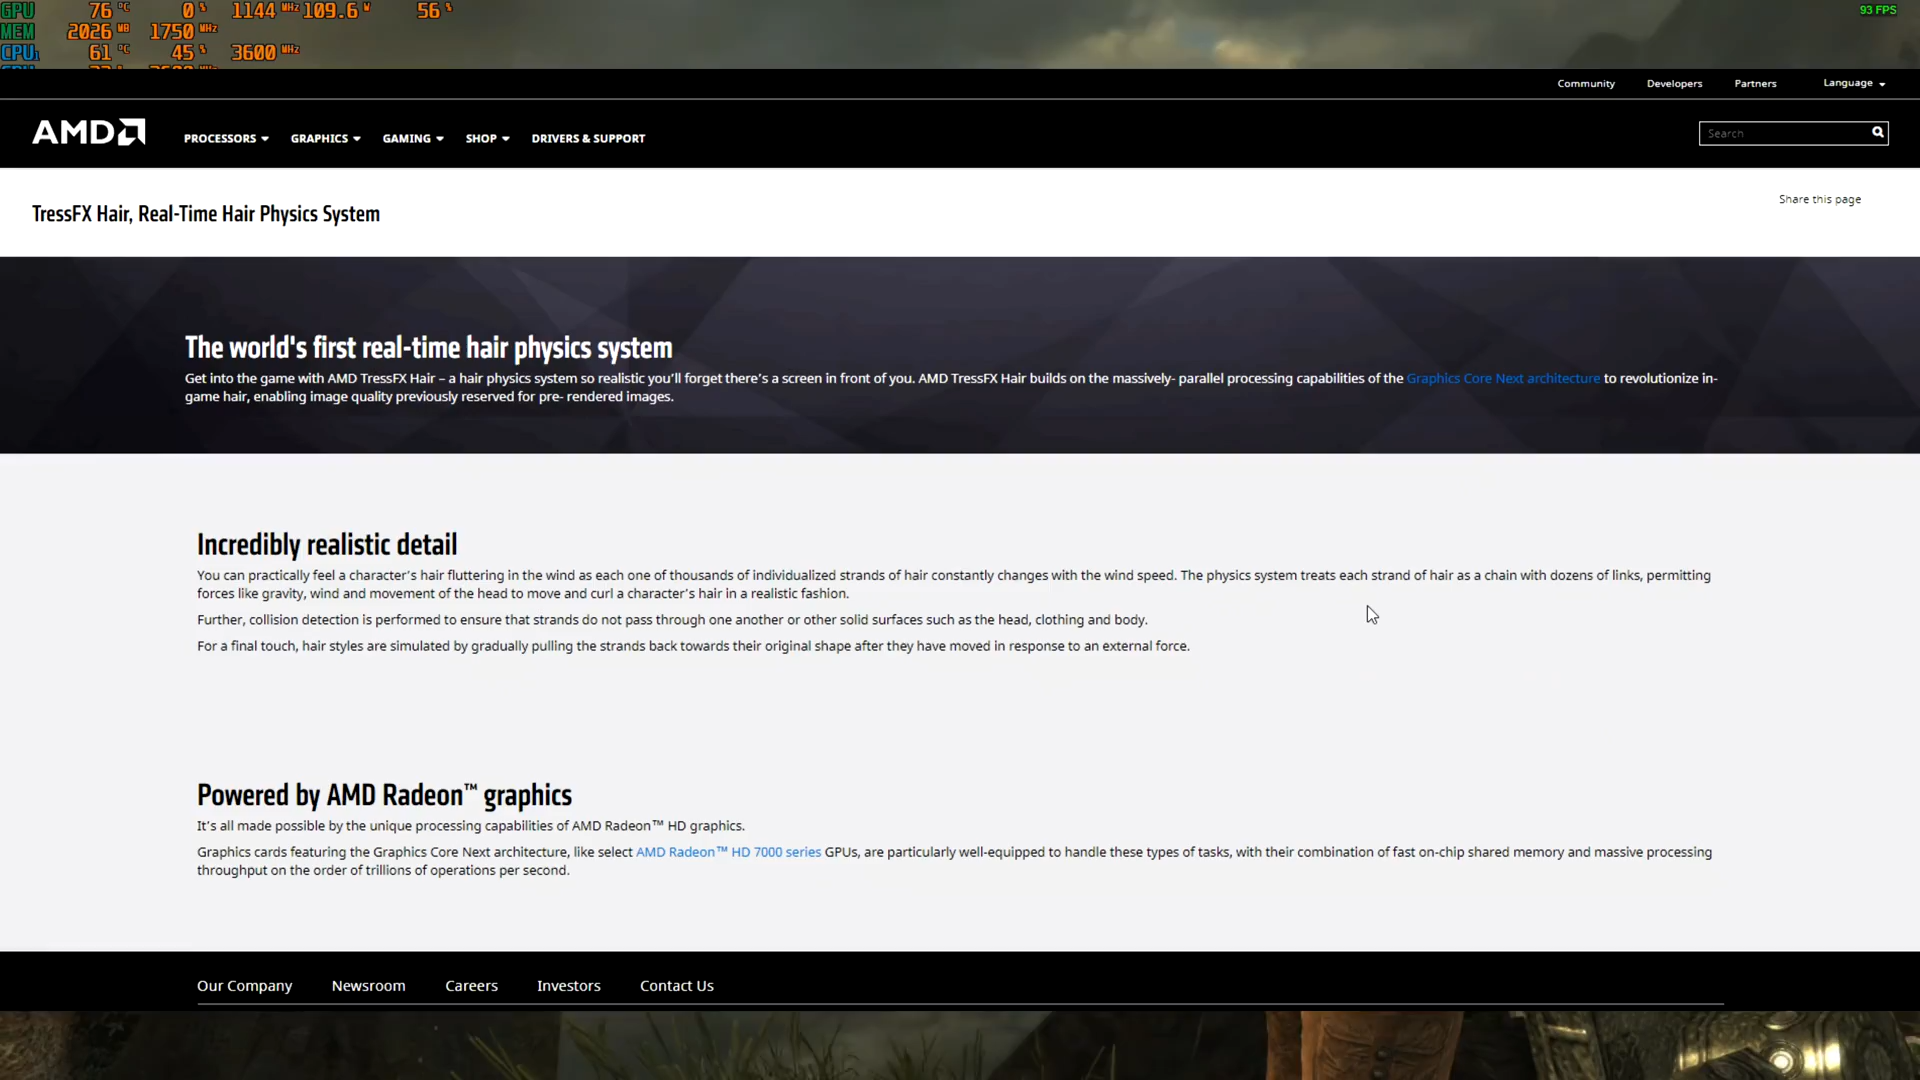 GPU 76 °C 0 % 1144 MHz 109.6 W 56 %
93 FPS
MEM 2026 MB 1750 MHz
CPU1 61 °C 45 % 3600 MHz
Community Developers Partners Language
AMD PROCESSORS GRAPHICS GAMING SHOP DRIVERS & SUPPORT Search
TressFX Hair, Real-Time Hair Physics System
Share this page
The world's first real-time hair physics system
Get into the game with AMD TressFX Hair – a hair physics system so realistic you’ll forget there’s a screen in front of you. AMD TressFX Hair builds on the massively- parallel processing capabilities of the Graphics Core Next architecture to revolutionize in-
game hair, enabling image quality previously reserved for pre- rendered images.
Incredibly realistic detail
You can practically feel a character’s hair fluttering in the wind as each one of thousands of individualized strands of hair constantly changes with the wind speed. The physics system treats each strand of hair as a chain with dozens of links, permitting
forces like gravity, wind and movement of the head to move and curl a character’s hair in a realistic fashion.
Further, collision detection is performed to ensure that strands do not pass through one another or other solid surfaces such as the head, clothing and body.
For a final touch, hair styles are simulated by gradually pulling the strands back towards their original shape after they have moved in response to an external force.
Powered by AMD Radeon™ graphics
It’s all made possible by the unique processing capabilities of AMD Radeon™ HD graphics.
Graphics cards featuring the Graphics Core Next architecture, like select AMD Radeon™ HD 7000 series GPUs, are particularly well-equipped to handle these types of tasks, with their combination of fast on-chip shared memory and massive processing
throughput on the order of trillions of operations per second.
Our Company Newsroom Careers Investors Contact Us